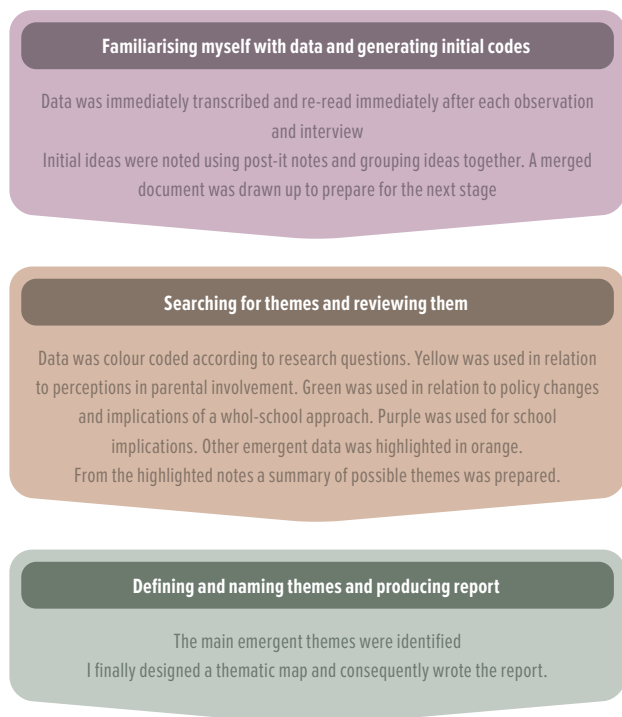 Familiarising myself with data and generating initial codes
Data was immediately transcribed and re-read immediately after each observation
and interview
Initial ideas were noted using post-it notes and grouping ideas together. A merged
document was drawn up to prepare for the next stage
Searching for themes and reviewing them
Data was colour coded according to research questions. Yellow was used in relation
to perceptions in parental involvement. Green was used in relation to policy changes
and implications of a whol-school approach. Purple was used for school
implications. Other emergent data was highlighted in orange.
From the highlighted notes a summary of possible themes was prepared.
Defining and naming themes and producing report
The main emergent themes were identified
I finally designed a thematic map and consequently wrote the report.